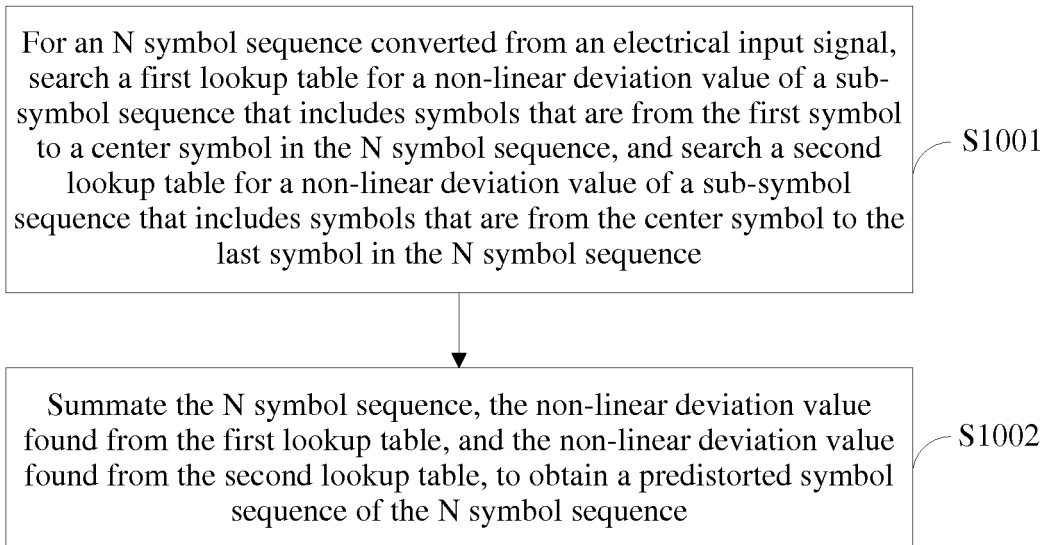 For an N symbol sequence converted from an electrical input signal,
search a first lookup table for a non-linear deviation value of a sub-
symbol sequence that includes symbols that are from the first symbol
to a center symbol in the N symbol sequence, and search a second
lookup table for a non-linear deviation value of a sub-symbol
sequence that includes symbols that are from the center symbol to the
last symbol in the N symbol sequence
S1001
Summate the N symbol sequence, the non-linear deviation value
found from the first lookup table, and the non-linear deviation value
found from the second lookup table, to obtain a predistorted symbol
sequence of the N symbol sequence
S1002